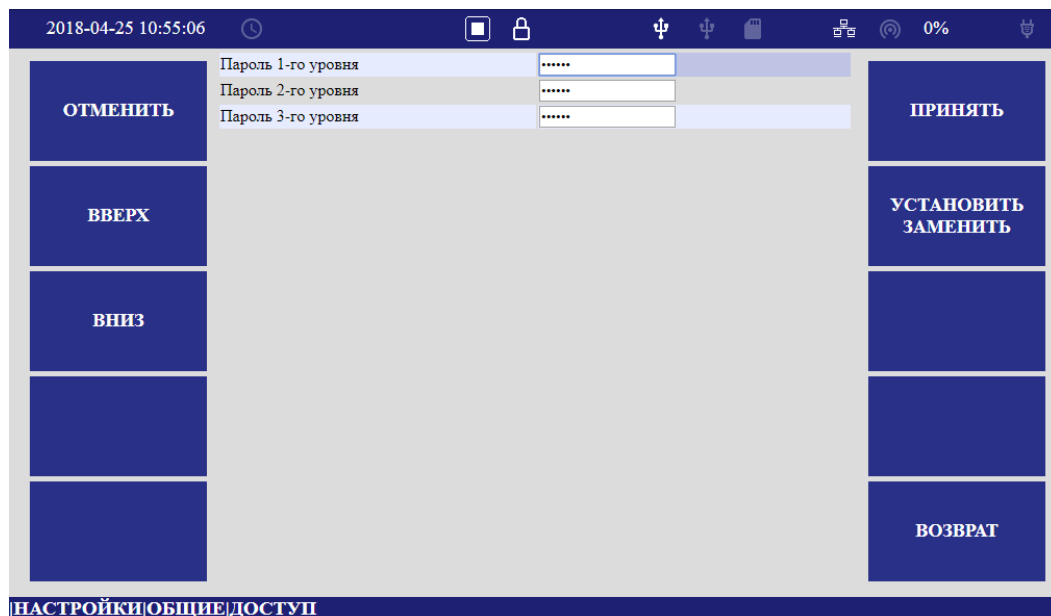 2018-04-25 10:55:06 0%
ОТМЕНИТЬ
ВВЕРХ
ВНИЗ
Пароль 1-го уровня ••••••
Пароль 2-го уровня ••••••
Пароль 3-го уровня ••••••
ПРИНЯТЬ
УСТАНОВИТЬ
ЗАМЕНИТЬ
ВОЗВРАТ
|НАСТРОЙКИ|ОБЩИЕ|ДОСТУП